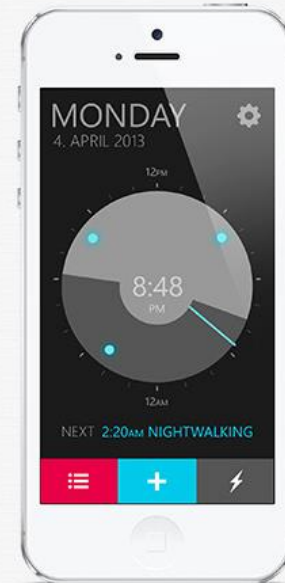 MONDAY
4. APRIL 2013
12PM
8:48
PM
12AM
NEXT 2:20AM NIGHTWALKING